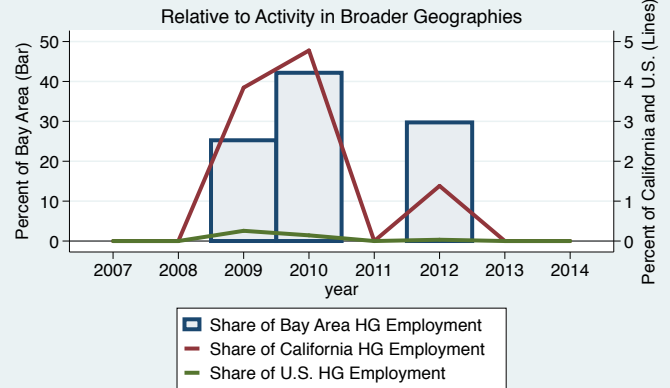 Relative to Activity in Broader Geographies
Percent of Bay Area (Bar)
50
40
30
20
10
0
5
4
3
2
1
0
Percent of California and U.S. (Lines)
2007 2008 2009 2010 2011 2012 2013 2014
year
Share of Bay Area HG Employment
Share of California HG Employment
Share of U.S. HG Employment